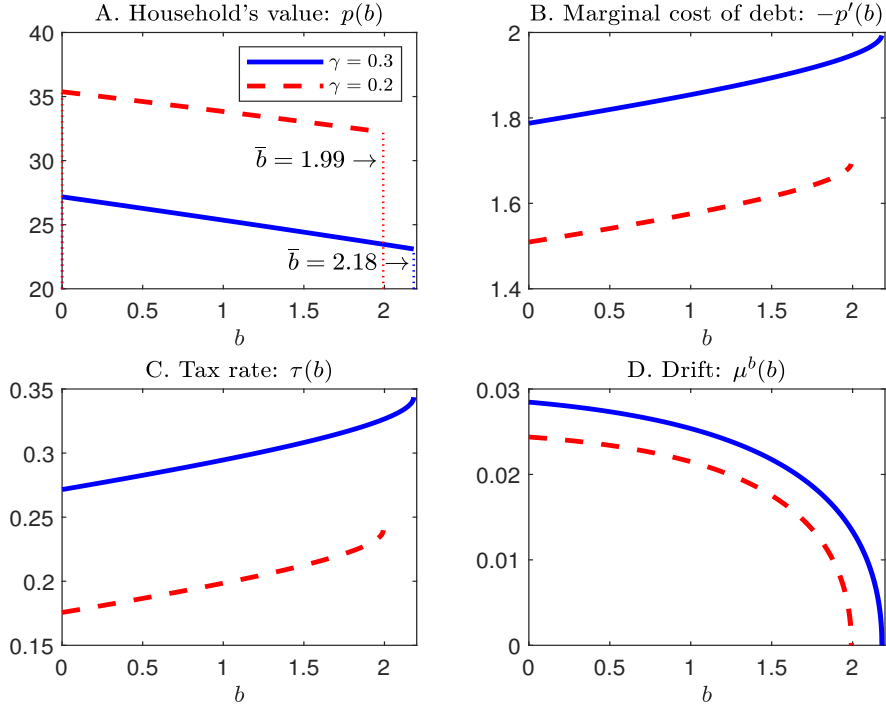 A. Household's value: p(b)
40
35
30
25
20
γ = 0.3
γ = 0.2
b̅ = 1.99 →
b̅ = 2.18 →
0 0.5 1 1.5 2
b
B. Marginal cost of debt: −p′(b)
2
1.8
1.6
1.4
0 0.5 1 1.5 2
b
C. Tax rate: τ(b)
0.35
0.3
0.25
0.2
0.15
0 0.5 1 1.5 2
b
D. Drift: μᵇ(b)
0.03
0.02
0.01
0
0 0.5 1 1.5 2
b